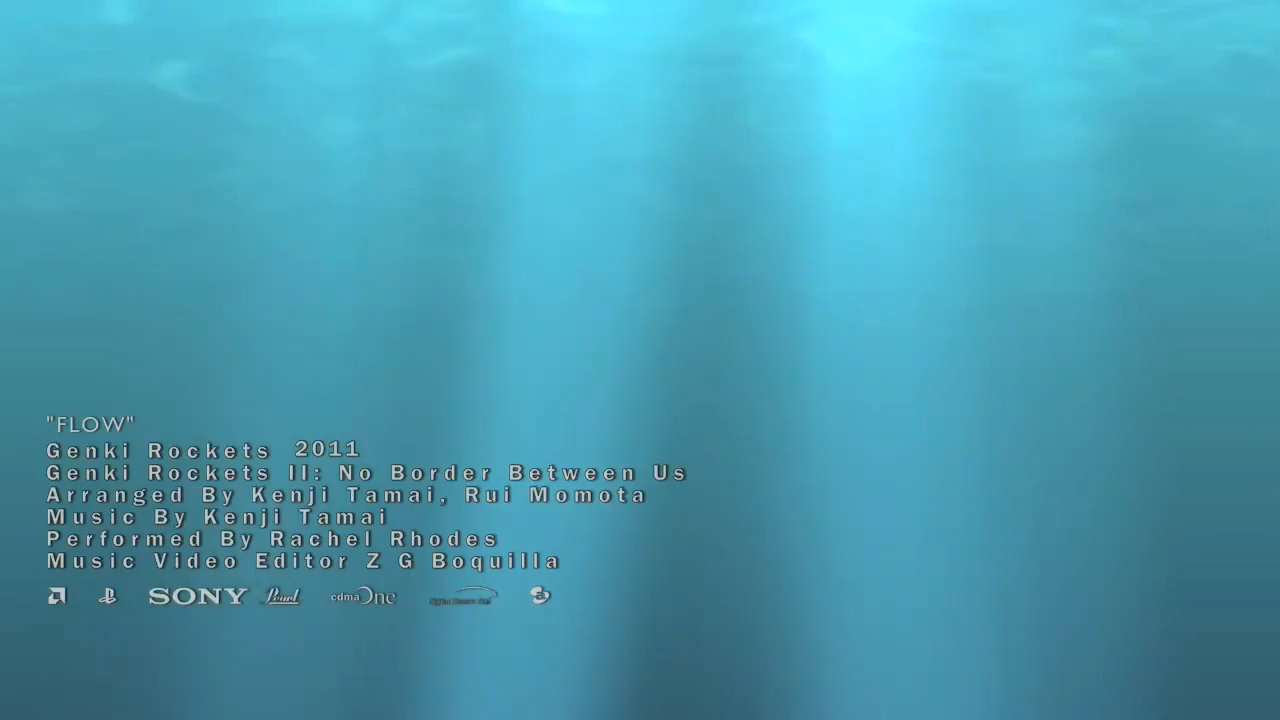 "FLOW"
Genki Rockets 2011
Genki Rockets II: No Border Between Us
Arranged By Kenji Tamai, Rui Momota
Music By Kenji Tamai
Performed By Rachel Rhodes
Music Video Editor Z G Boquilla
SONY Pearl cdmaOne